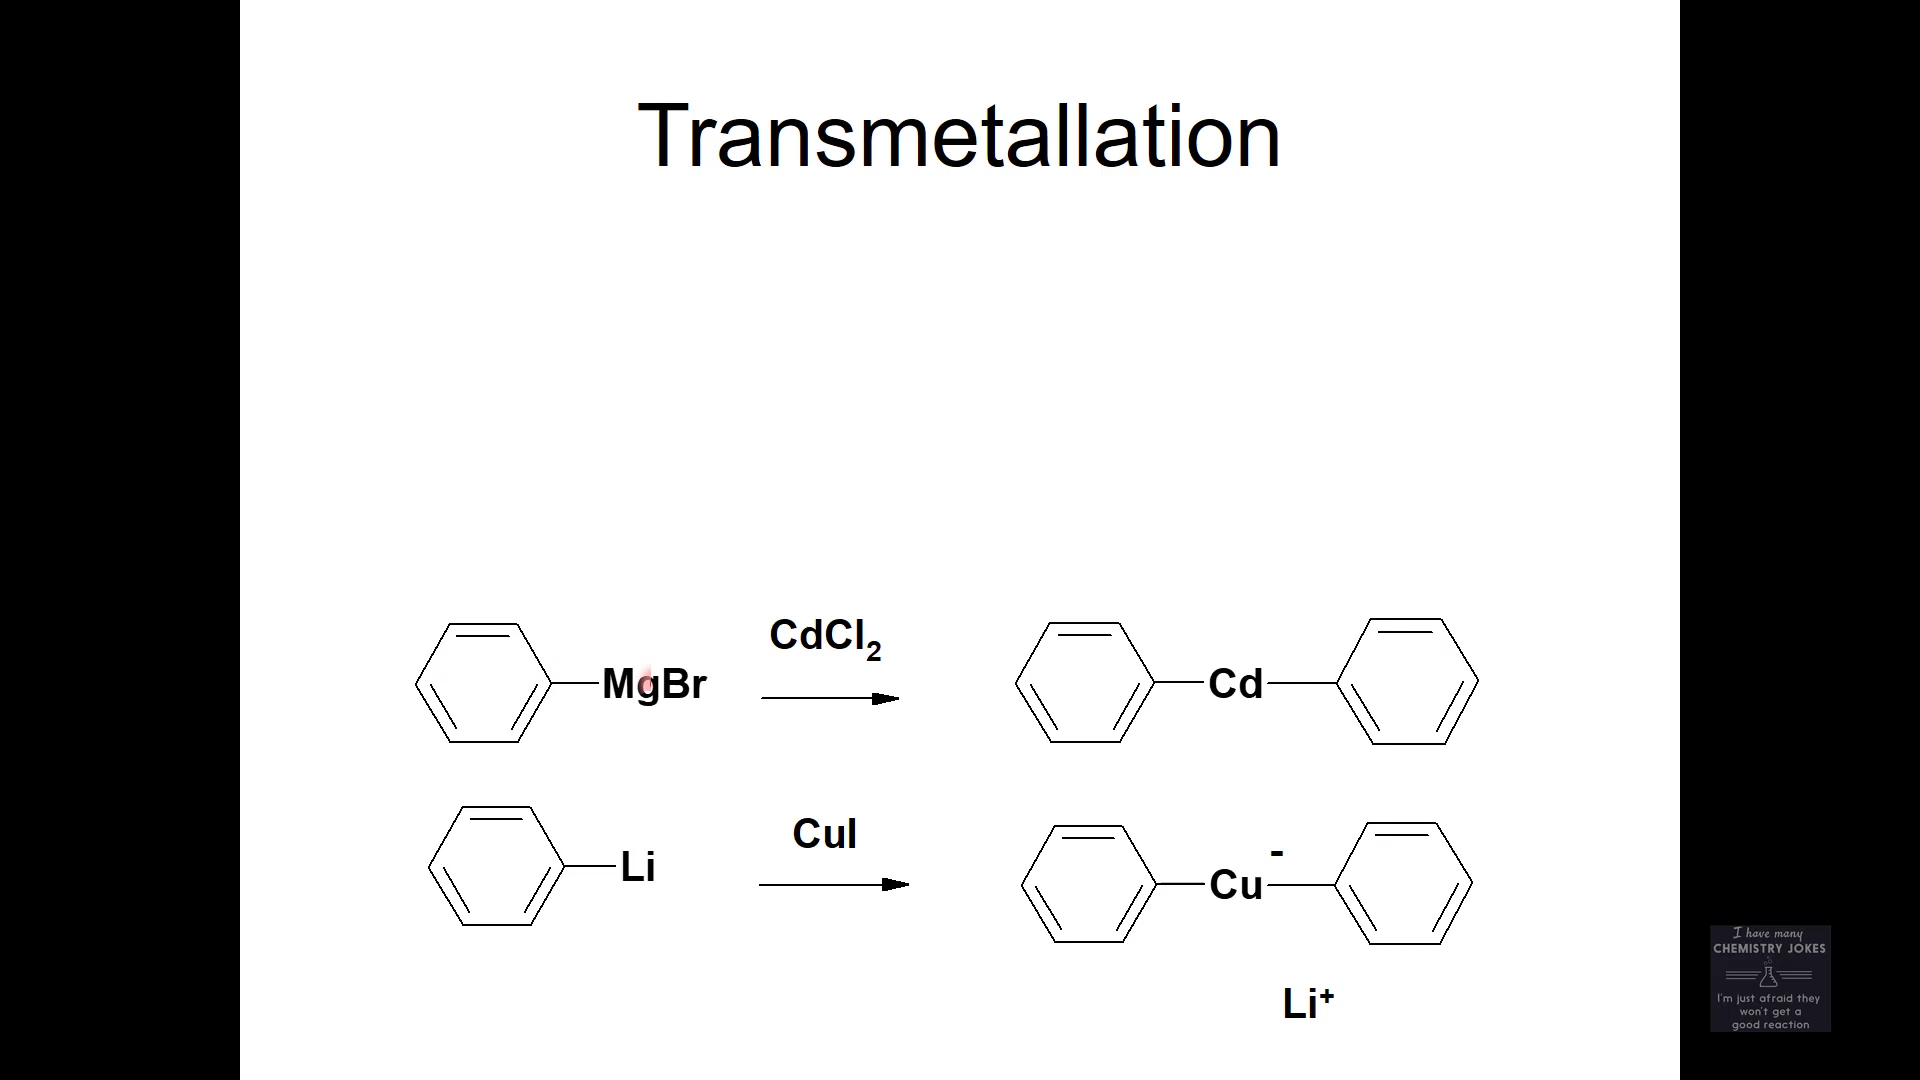 Transmetallation
CdCl2
MgBr
Cd
CuI
Li
Cu-
Li+
I have many
CHEMISTRY JOKES
I'm just afraid they
won't get a
good reaction